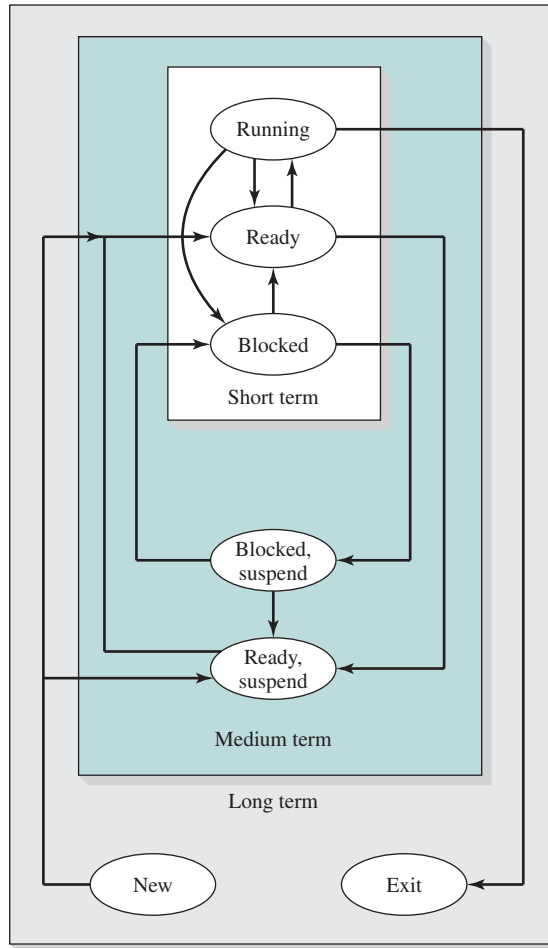 Running
Ready
Blocked
Short term
Blocked,
suspend
Ready,
suspend
Medium term
Long term
New
Exit